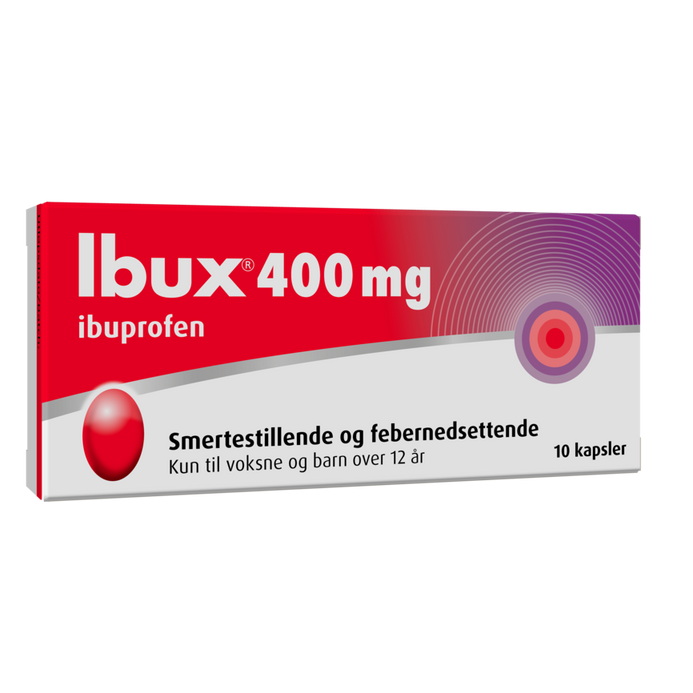 Ibux® 400 mg
ibuprofen
Smertestillende og febernedsettende
Kun til voksne og barn over 12 år
10 kapsler